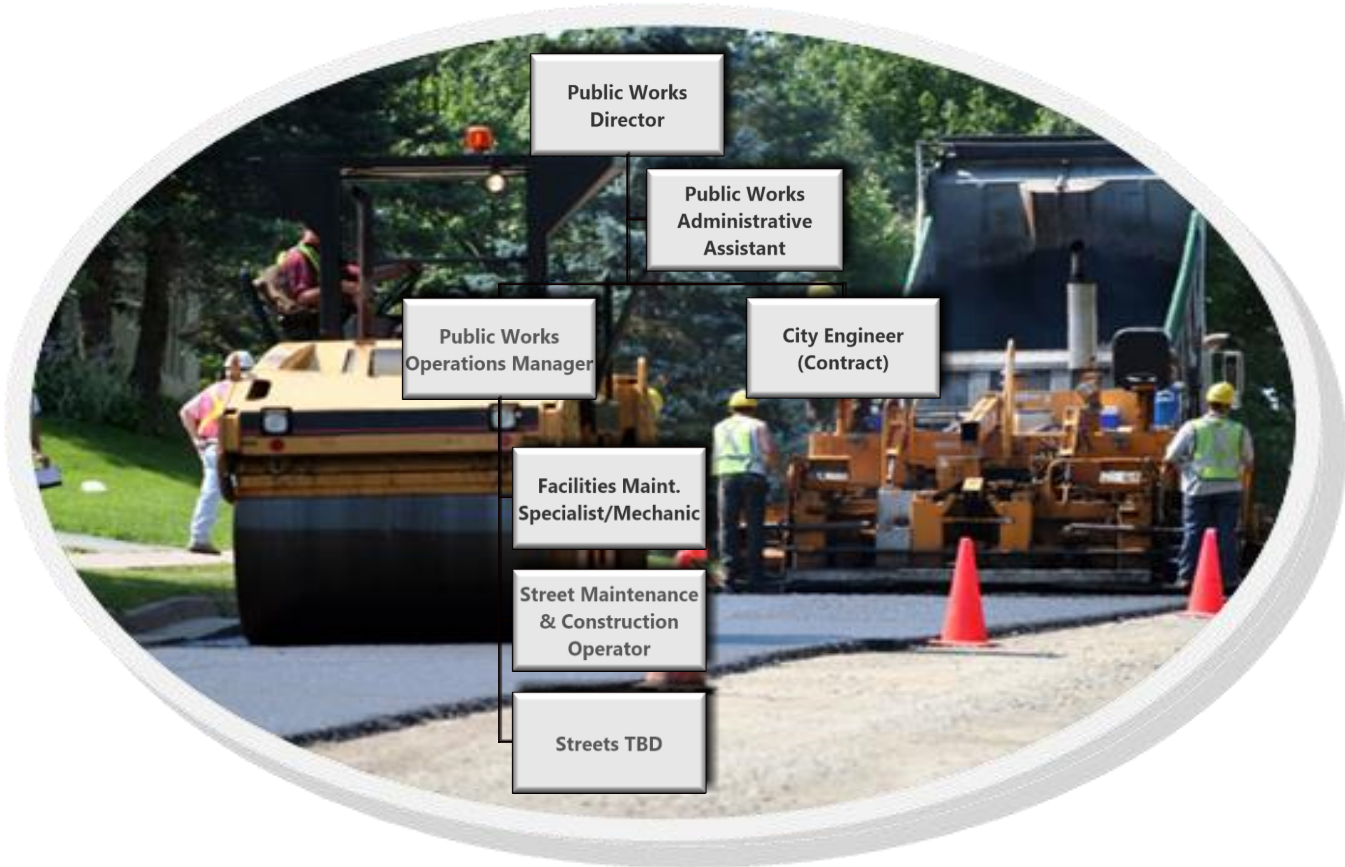 Public Works
Director
Public Works
Administrative
Assistant
Public Works
Operations Manager
City Engineer
(Contract)
Facilities Maint.
Specialist/Mechanic
Street Maintenance
& Construction
Operator
Streets TBD